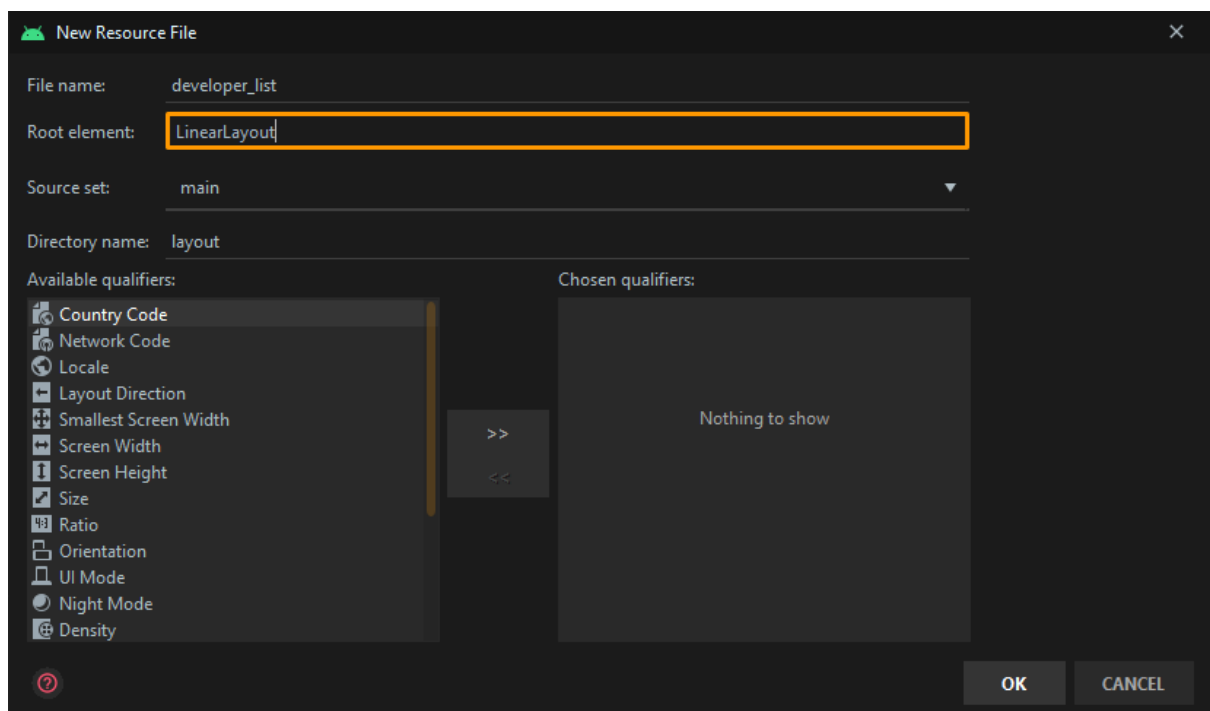 New Resource File
File name: developer_list
Root element: LinearLayout
Source set: main
Directory name: layout
Available qualifiers: Chosen qualifiers:
Country Code
Network Code
Locale
Layout Direction
Smallest Screen Width
Screen Width
Screen Height
Size
Ratio
Orientation
UI Mode
Night Mode
Density
>>
<<
Nothing to show
OK CANCEL